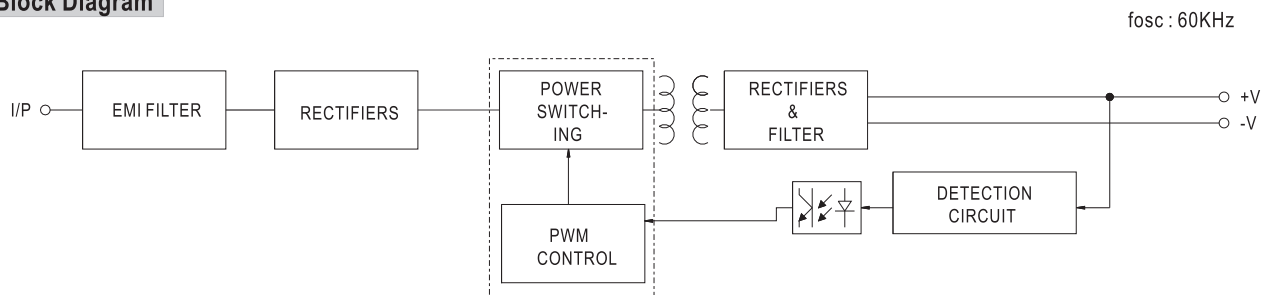 Block Diagram
fosc : 60KHz
I/P
EMI FILTER
RECTIFIERS
POWER
SWITCH-
ING
RECTIFIERS
&
FILTER
+V
-V
DETECTION
CIRCUIT
PWM
CONTROL